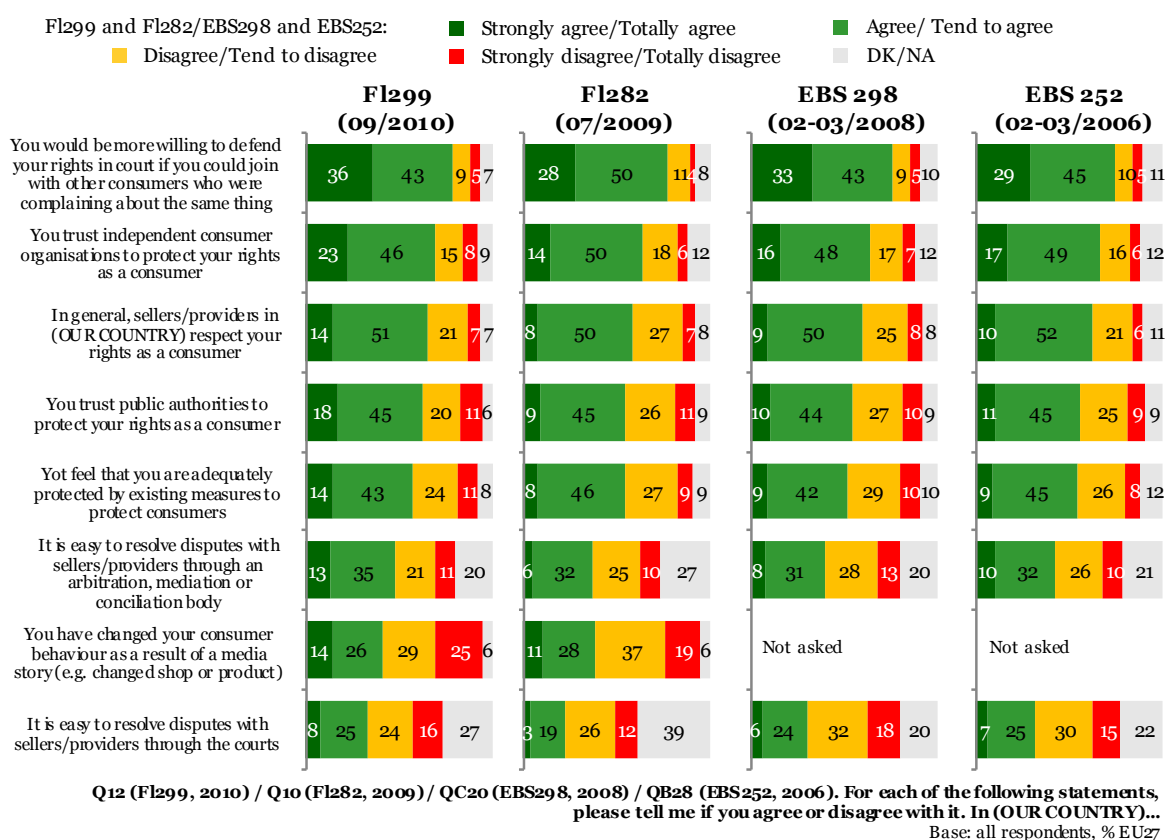 Fl299 and Fl282/EBS298 and EBS252:
Strongly agree/Totally agree
Agree/ Tend to agree
Disagree/Tend to disagree
Strongly disagree/Totally disagree
DK/NA
Fl299
(09/2010)
Fl282
(07/2009)
EBS 298
(02-03/2008)
EBS 252
(02-03/2006)
You would be more willing to defend
your rights in court if you could join
with other consumers who were
complaining about the same thing
36 43 9 5 7
28 50 11 4 8
33 43 9 5 10
29 45 10 5 11
You trust independent consumer
organisations to protect your rights
as a consumer
23 46 15 8 9
14 50 18 6 12
16 48 17 7 12
17 49 16 6 12
In general, sellers/providers in
(OUR COUNTRY) respect your
rights as a consumer
14 51 21 7 7
8 50 27 7 8
9 50 25 8 8
10 52 21 6 11
You trust public authorities to
protect your rights as a consumer
18 45 20 11 6
9 45 26 11 9
10 44 27 10 9
11 45 25 9 9
Yot feel that you are adequately
protected by existing measures to
protect consumers
14 43 24 11 8
8 46 27 9 9
9 42 29 10 10
9 45 26 8 12
It is easy to resolve disputes with
sellers/providers through an
arbitration, mediation or
conciliation body
13 35 21 11 20
6 32 25 10 27
8 31 28 13 20
10 32 26 10 21
You have changed your consumer
behaviour as a result of a media
story (e.g. changed shop or product)
14 26 29 25 6
11 28 37 19 6
Not asked
Not asked
It is easy to resolve disputes with
sellers/providers through the courts
8 25 24 16 27
3 19 26 12 39
6 24 32 18 20
7 25 30 15 22
Q12 (Fl299, 2010) / Q10 (Fl282, 2009) / QC20 (EBS298, 2008) / QB28 (EBS252, 2006). For each of the following statements,
please tell me if you agree or disagree with it. In (OUR COUNTRY)...
Base: all respondents, % EU27